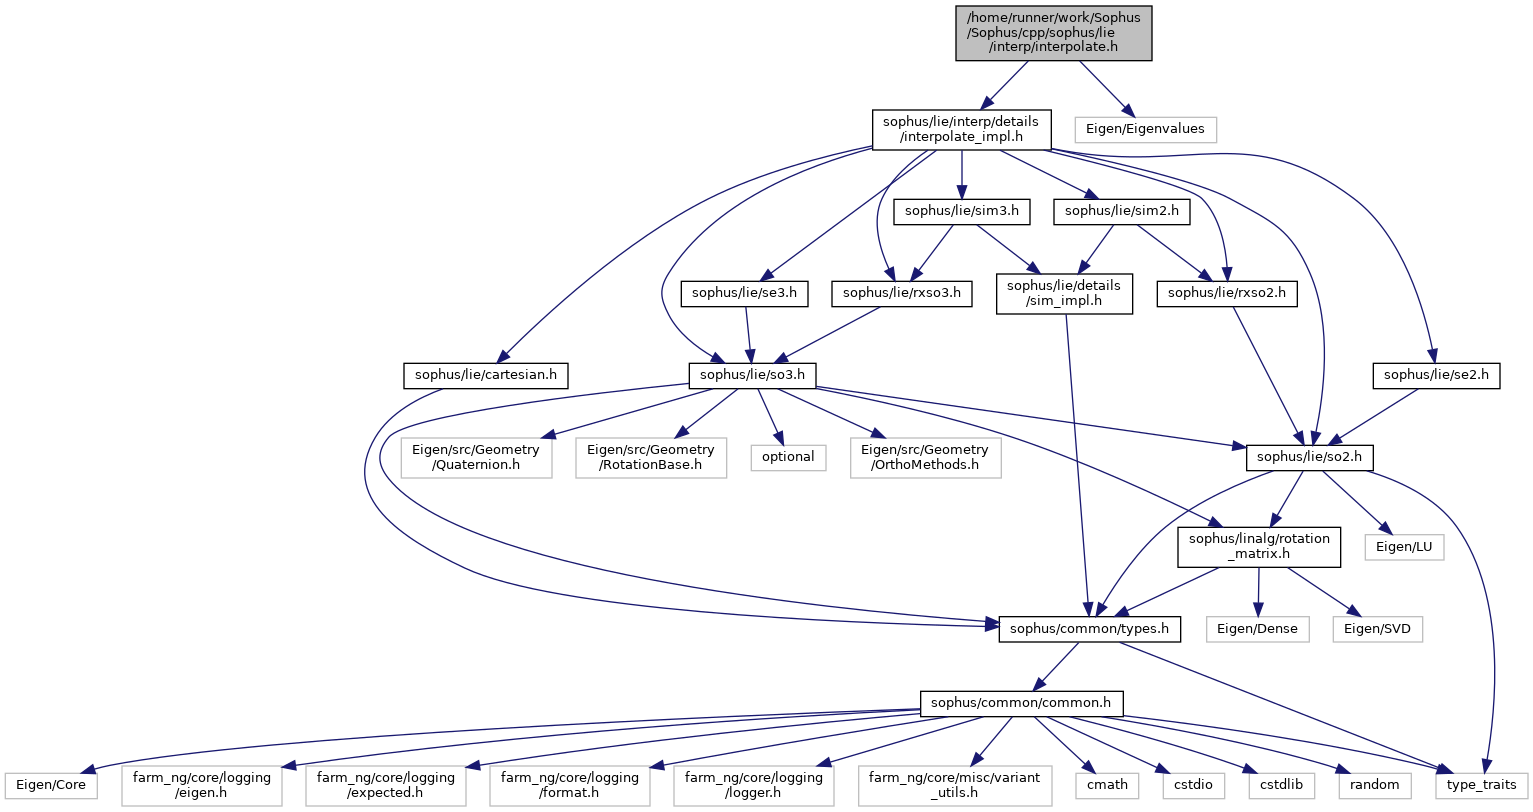 /home/runner/work/Sophus
/Sophus/cpp/sophus/lie
/interp/interpolate.h
sophus/lie/interp/details
/interpolate_impl.h
Eigen/Eigenvalues
sophus/lie/sim3.h
sophus/lie/sim2.h
sophus/lie/se3.h
sophus/lie/rxso3.h
sophus/lie/details
/sim_impl.h
sophus/lie/rxso2.h
sophus/lie/cartesian.h
sophus/lie/so3.h
sophus/lie/se2.h
Eigen/src/Geometry
/Quaternion.h
Eigen/src/Geometry
/RotationBase.h
optional
Eigen/src/Geometry
/OrthoMethods.h
sophus/lie/so2.h
sophus/linalg/rotation
_matrix.h
Eigen/LU
sophus/common/types.h
Eigen/Dense
Eigen/SVD
sophus/common/common.h
Eigen/Core
farm_ng/core/logging
/eigen.h
farm_ng/core/logging
/expected.h
farm_ng/core/logging
/format.h
farm_ng/core/logging
/logger.h
farm_ng/core/misc/variant
_utils.h
cmath
cstdio
cstdlib
random
type_traits